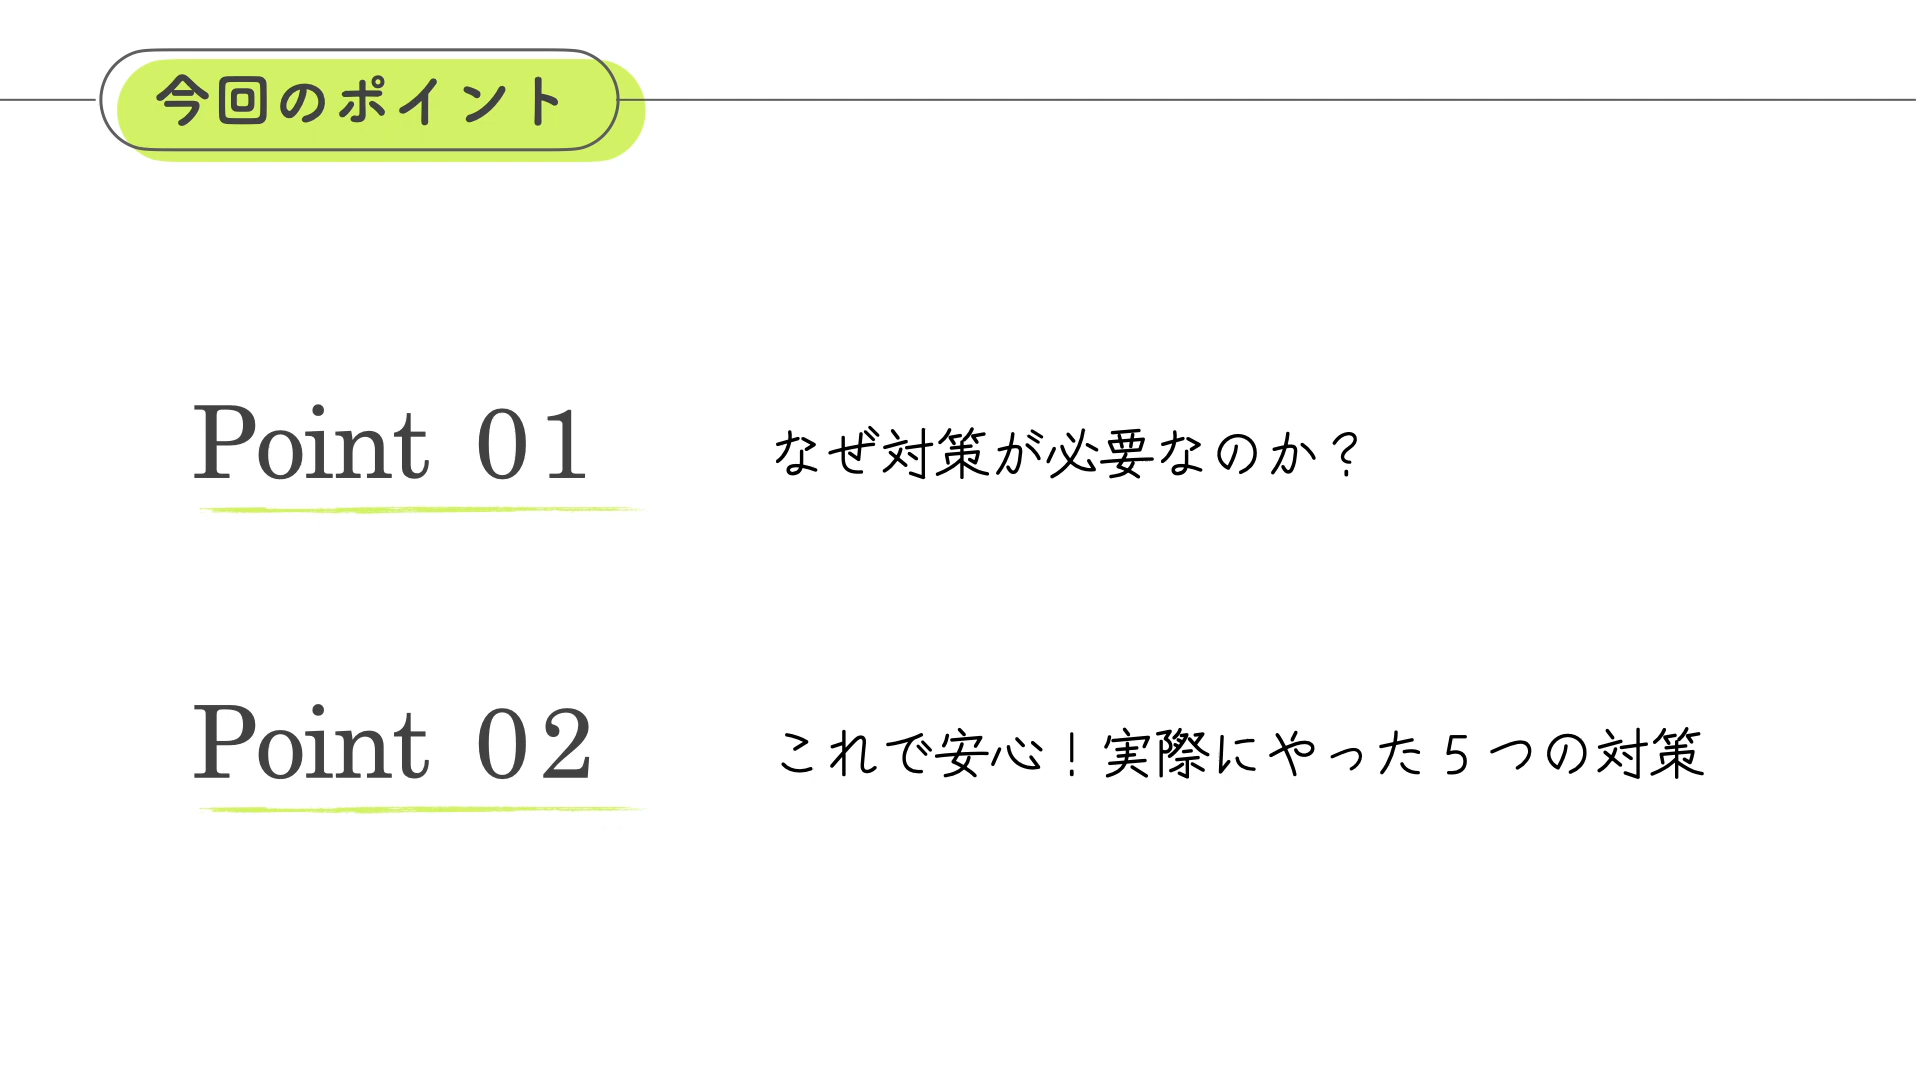 今回のポイント
Point 01
なぜ対策が必要なのか？
Point 02
これで安心！実際にやった５つの対策